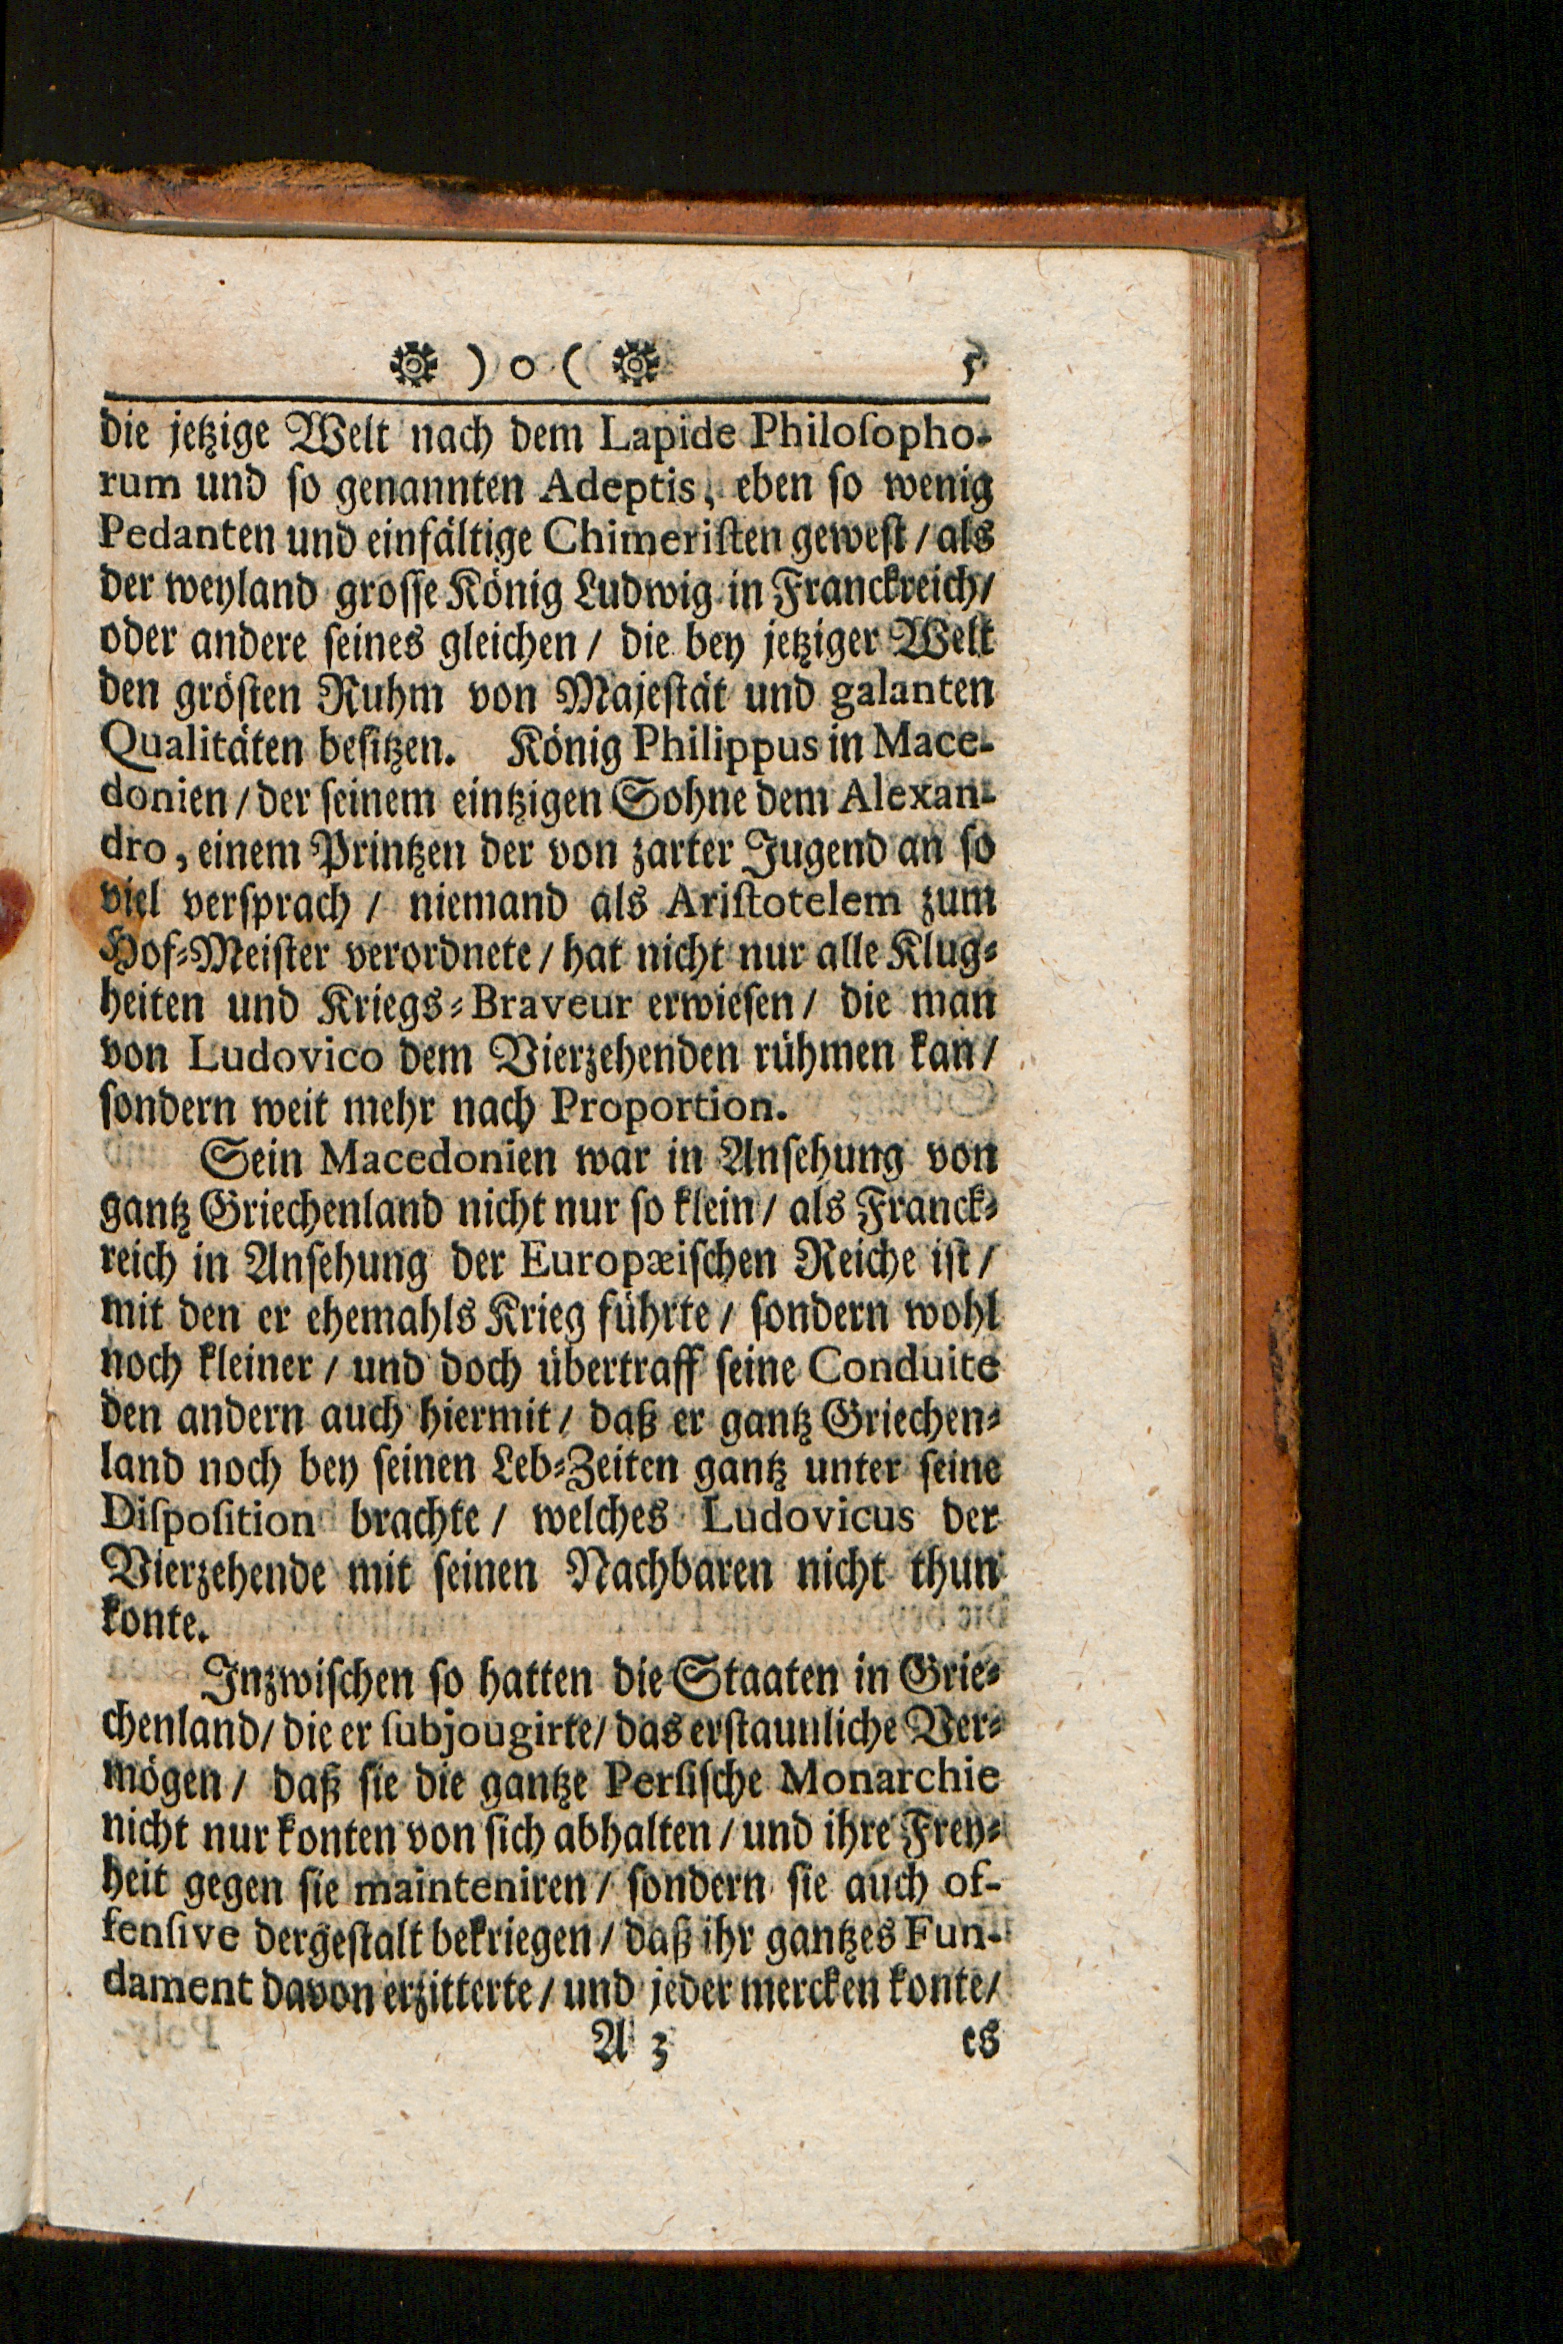 ) o ( 5
die jetzige Welt nach dem Lapide Philoſopho-
rum und ſo genannten Adeptis, eben ſo wenig
Pedanten und einfältige Chimeriſten geweſt / als
der weyland groſſe König Ludwig in Franckreich/
oder andere ſeines gleichen / die bey jetziger Welt
den gröſten Ruhm von Majeſtät und galanten
Qualitäten beſitzen. König Philippus in Mace-
donien / der ſeinem eintzigen Sohne dem Alexan-
dro, einem Printzen der von zarter Jugend an ſo
viel verſprach / niemand als Ariſtotelem zum
Hof-Meiſter verordnete / hat nicht nur alle Klug-
heiten und Kriegs-Braveur erwieſen / die man
von Ludovico dem Vierzehenden rühmen kan /
ſondern weit mehr nach Proportion.
Sein Macedonien war in Anſehung von
gantz Griechenland nicht nur ſo klein / als Franck-
reich in Anſehung der Europæiſchen Reiche iſt /
mit den er ehemahls Krieg führte / ſondern wohl
noch kleiner / und doch übertraff ſeine Conduite
den andern auch hiermit / daß er gantz Griechen-
land noch bey ſeinen Leb-Zeiten gantz unter ſeine
Diſpoſition brachte / welches Ludovicus der
Vierzehende mit ſeinen Nachbaren nicht thun
konte.
Inzwiſchen ſo hatten die Staaten in Grie-
chenland / die er ſubjougirte / das erſtaunliche Ver-
mögen / daß ſie die gantze Perſiſche Monarchie
nicht nur konten von ſich abhalten / und ihre Frey-
heit gegen ſie mainteniren / ſondern ſie auch of-
fenſive dergeſtalt bekriegen / daß ihr gantzes Fun-
dament davon erzitterte / und jeder mercken konte /
A 3 es